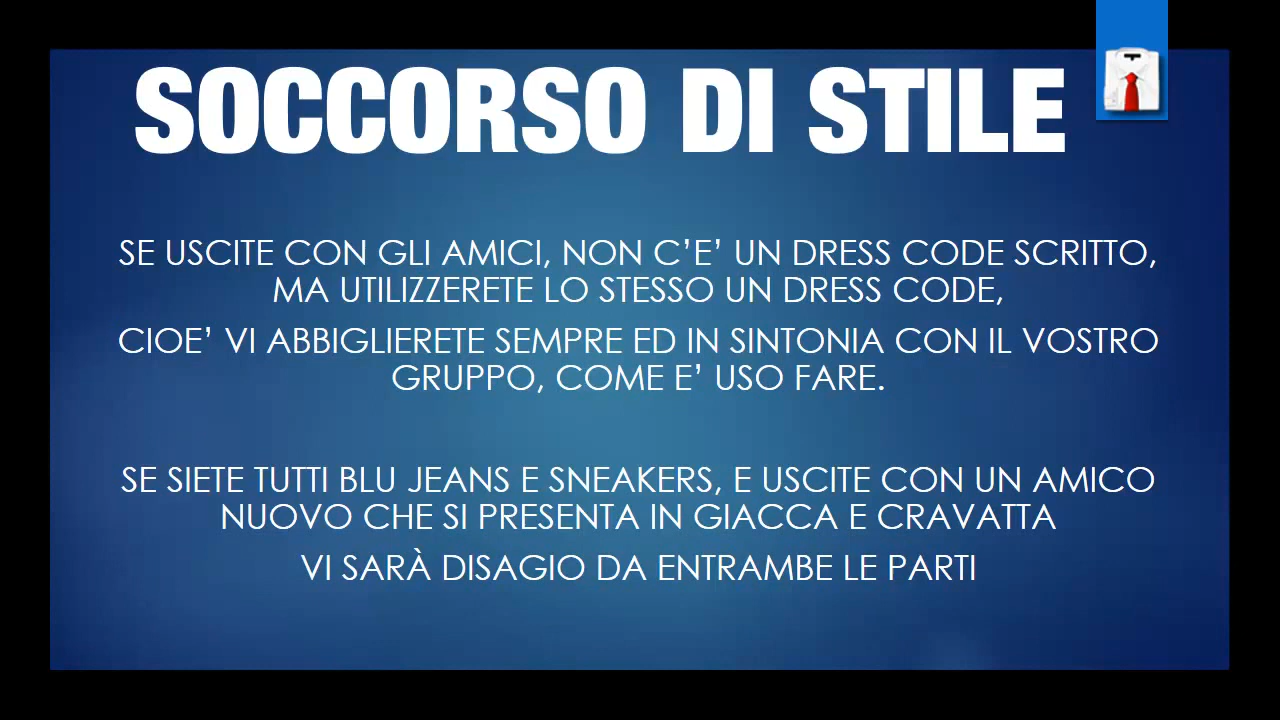 SOCCORSO DI STILE
SE USCITE CON GLI AMICI, NON C’E’ UN DRESS CODE SCRITTO,
MA UTILIZZERETE LO STESSO UN DRESS CODE,
CIOE’ VI ABBIGLIERETE SEMPRE ED IN SINTONIA CON IL VOSTRO
GRUPPO, COME E’ USO FARE.
SE SIETE TUTTI BLU JEANS E SNEAKERS, E USCITE CON UN AMICO
NUOVO CHE SI PRESENTA IN GIACCA E CRAVATTA
VI SARÀ DISAGIO DA ENTRAMBE LE PARTI